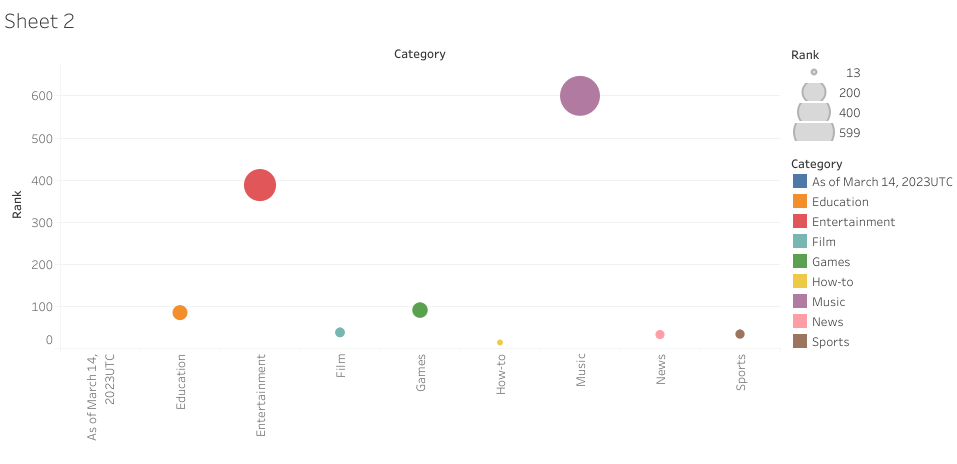 Sheet 2
Category
Rank
600
500
400
300
200
100
0
As of March 14,
2023UTC
Education
Entertainment
Film
Games
How-to
Music
News
Sports
Rank
13
200
400
599
Category
As of March 14, 2023UTC
Education
Entertainment
Film
Games
How-to
Music
News
Sports